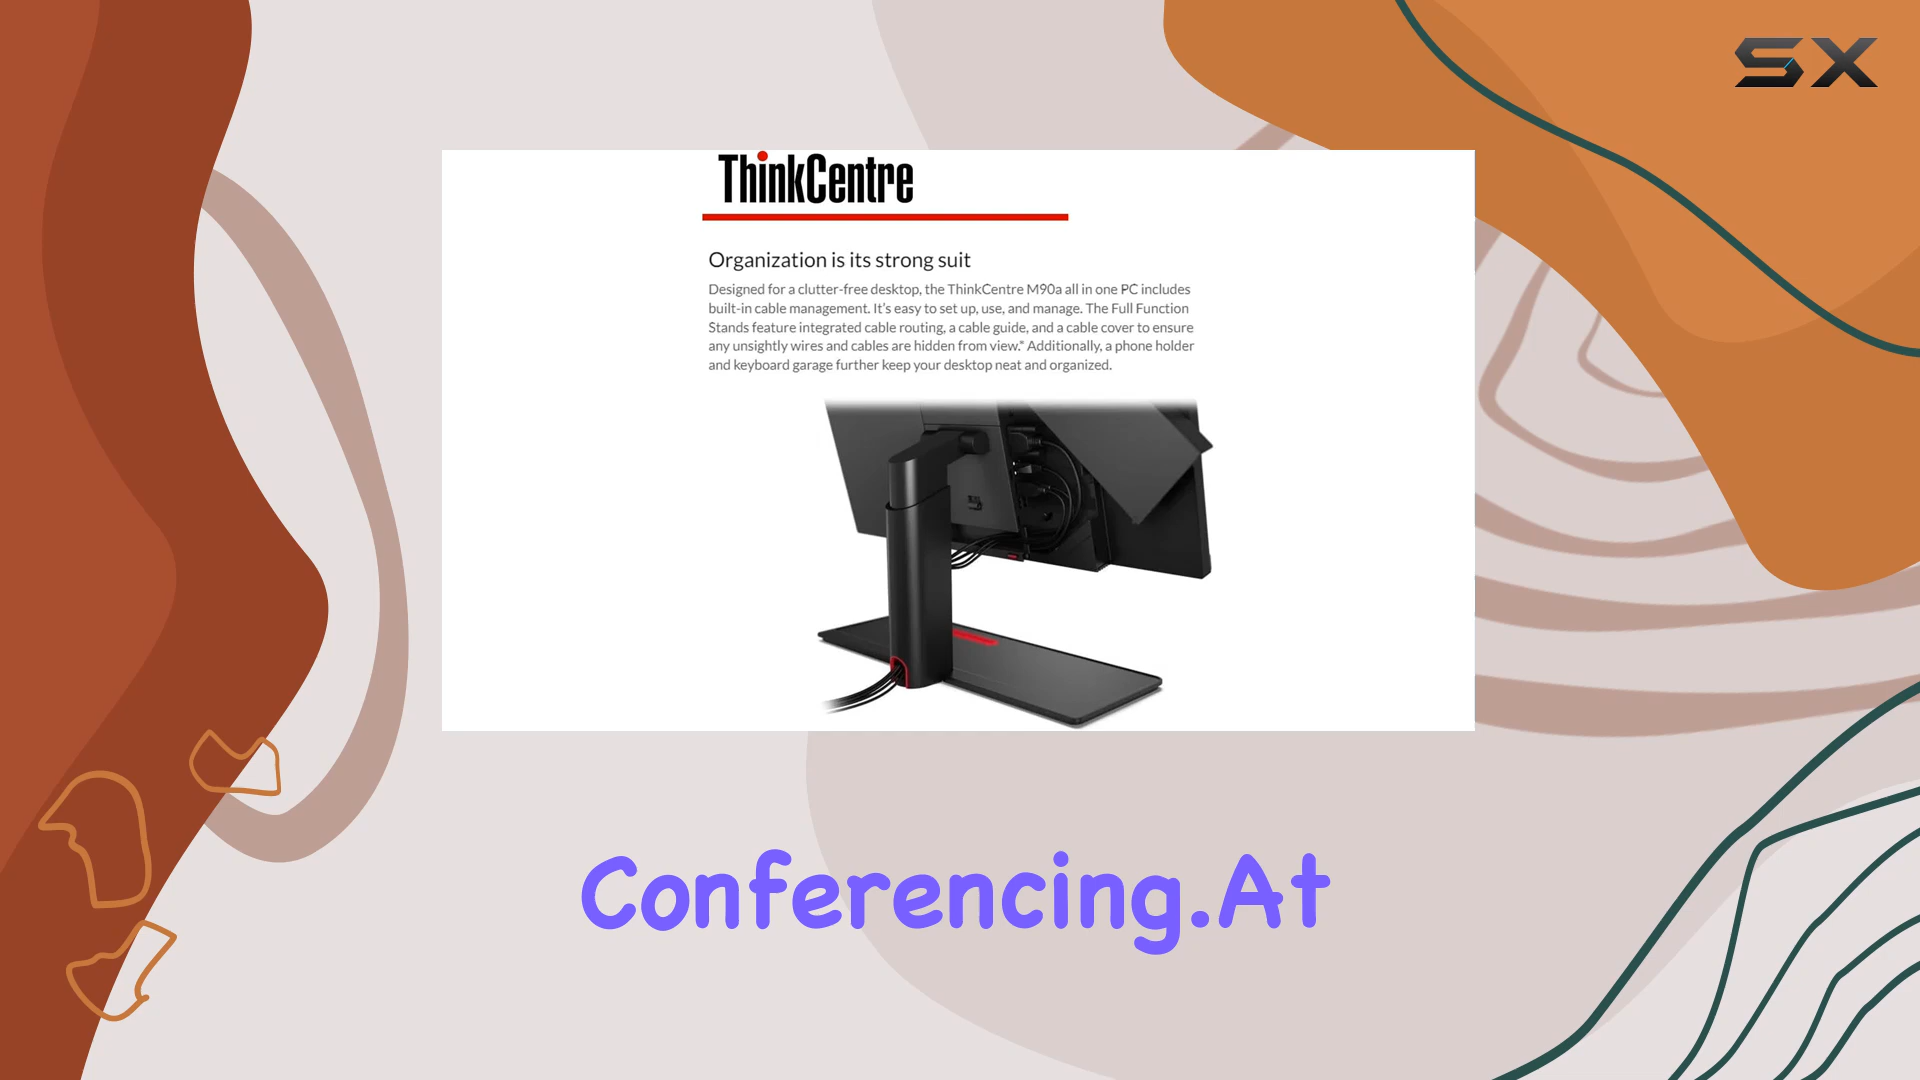 SX
ThinkCentre
Organization is its strong suit
Designed for a clutter-free desktop, the ThinkCentre M90a all in one PC includes
built-in cable management. It's easy to set up, use, and manage. The Full Function
Stands feature integrated cable routing, a cable guide, and a cable cover to ensure
any unsightly wires and cables are hidden from view.* Additionally, a phone holder
and keyboard garage further keep your desktop neat and organized.
Conferencing.At